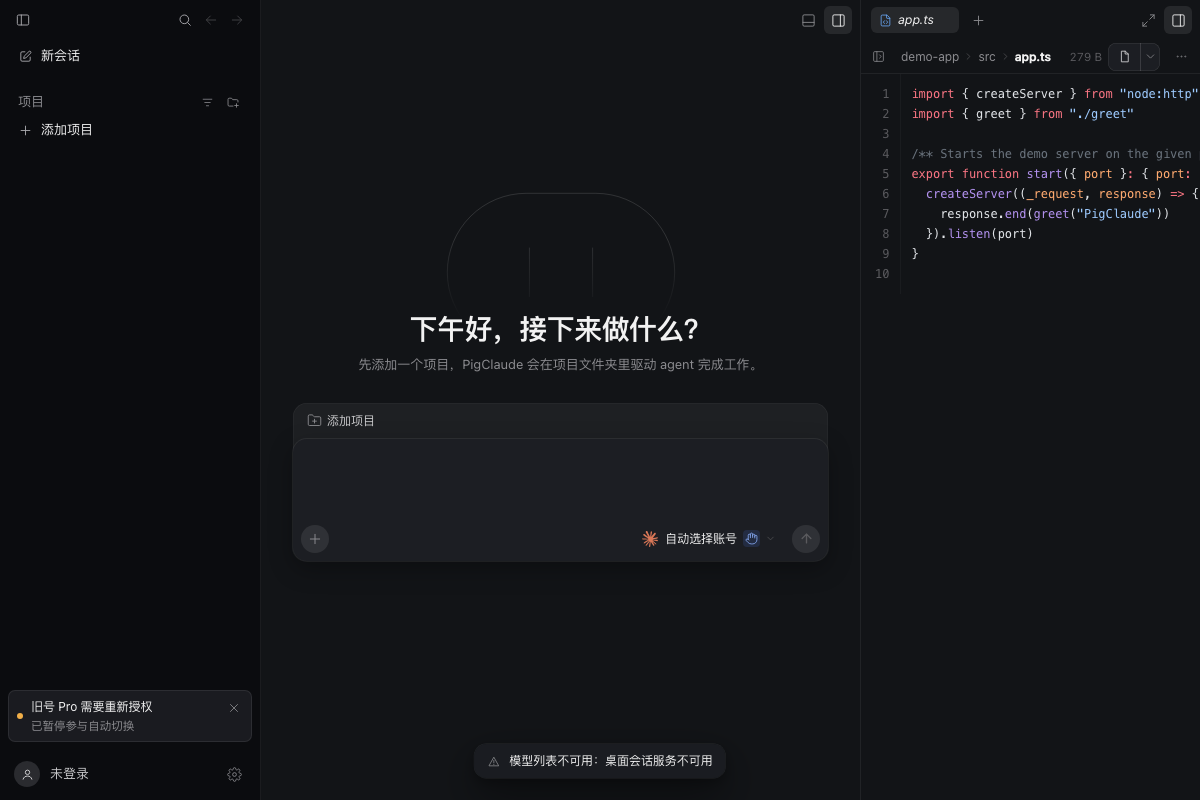 新会话
项目
添加项目
旧号 Pro 需要重新授权
已暂停参与自动切换
未登录
下午好，接下来做什么？
先添加一个项目，PigClaude 会在项目文件夹里驱动 agent 完成工作。
添加项目
自动选择账号
模型列表不可用：桌面会话服务不可用
app.ts
demo-app › src › app.ts 279 B
1 import { createServer } from "node:http"
2 import { greet } from "./greet"
3
4 /** Starts the demo server on the given
5 export function start({ port }: { port:
6   createServer((_request, response) => {
7     response.end(greet("PigClaude"))
8   }).listen(port)
9 }
10